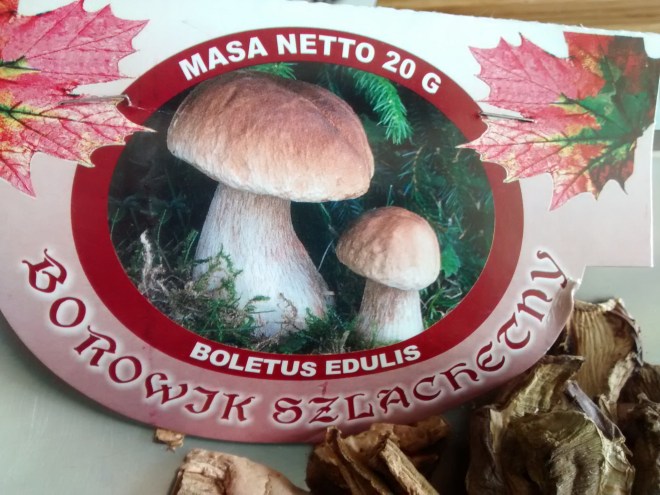 MASA NETTO 20 G
BOLETUS EDULIS
BOROWIK SZLACHETNY